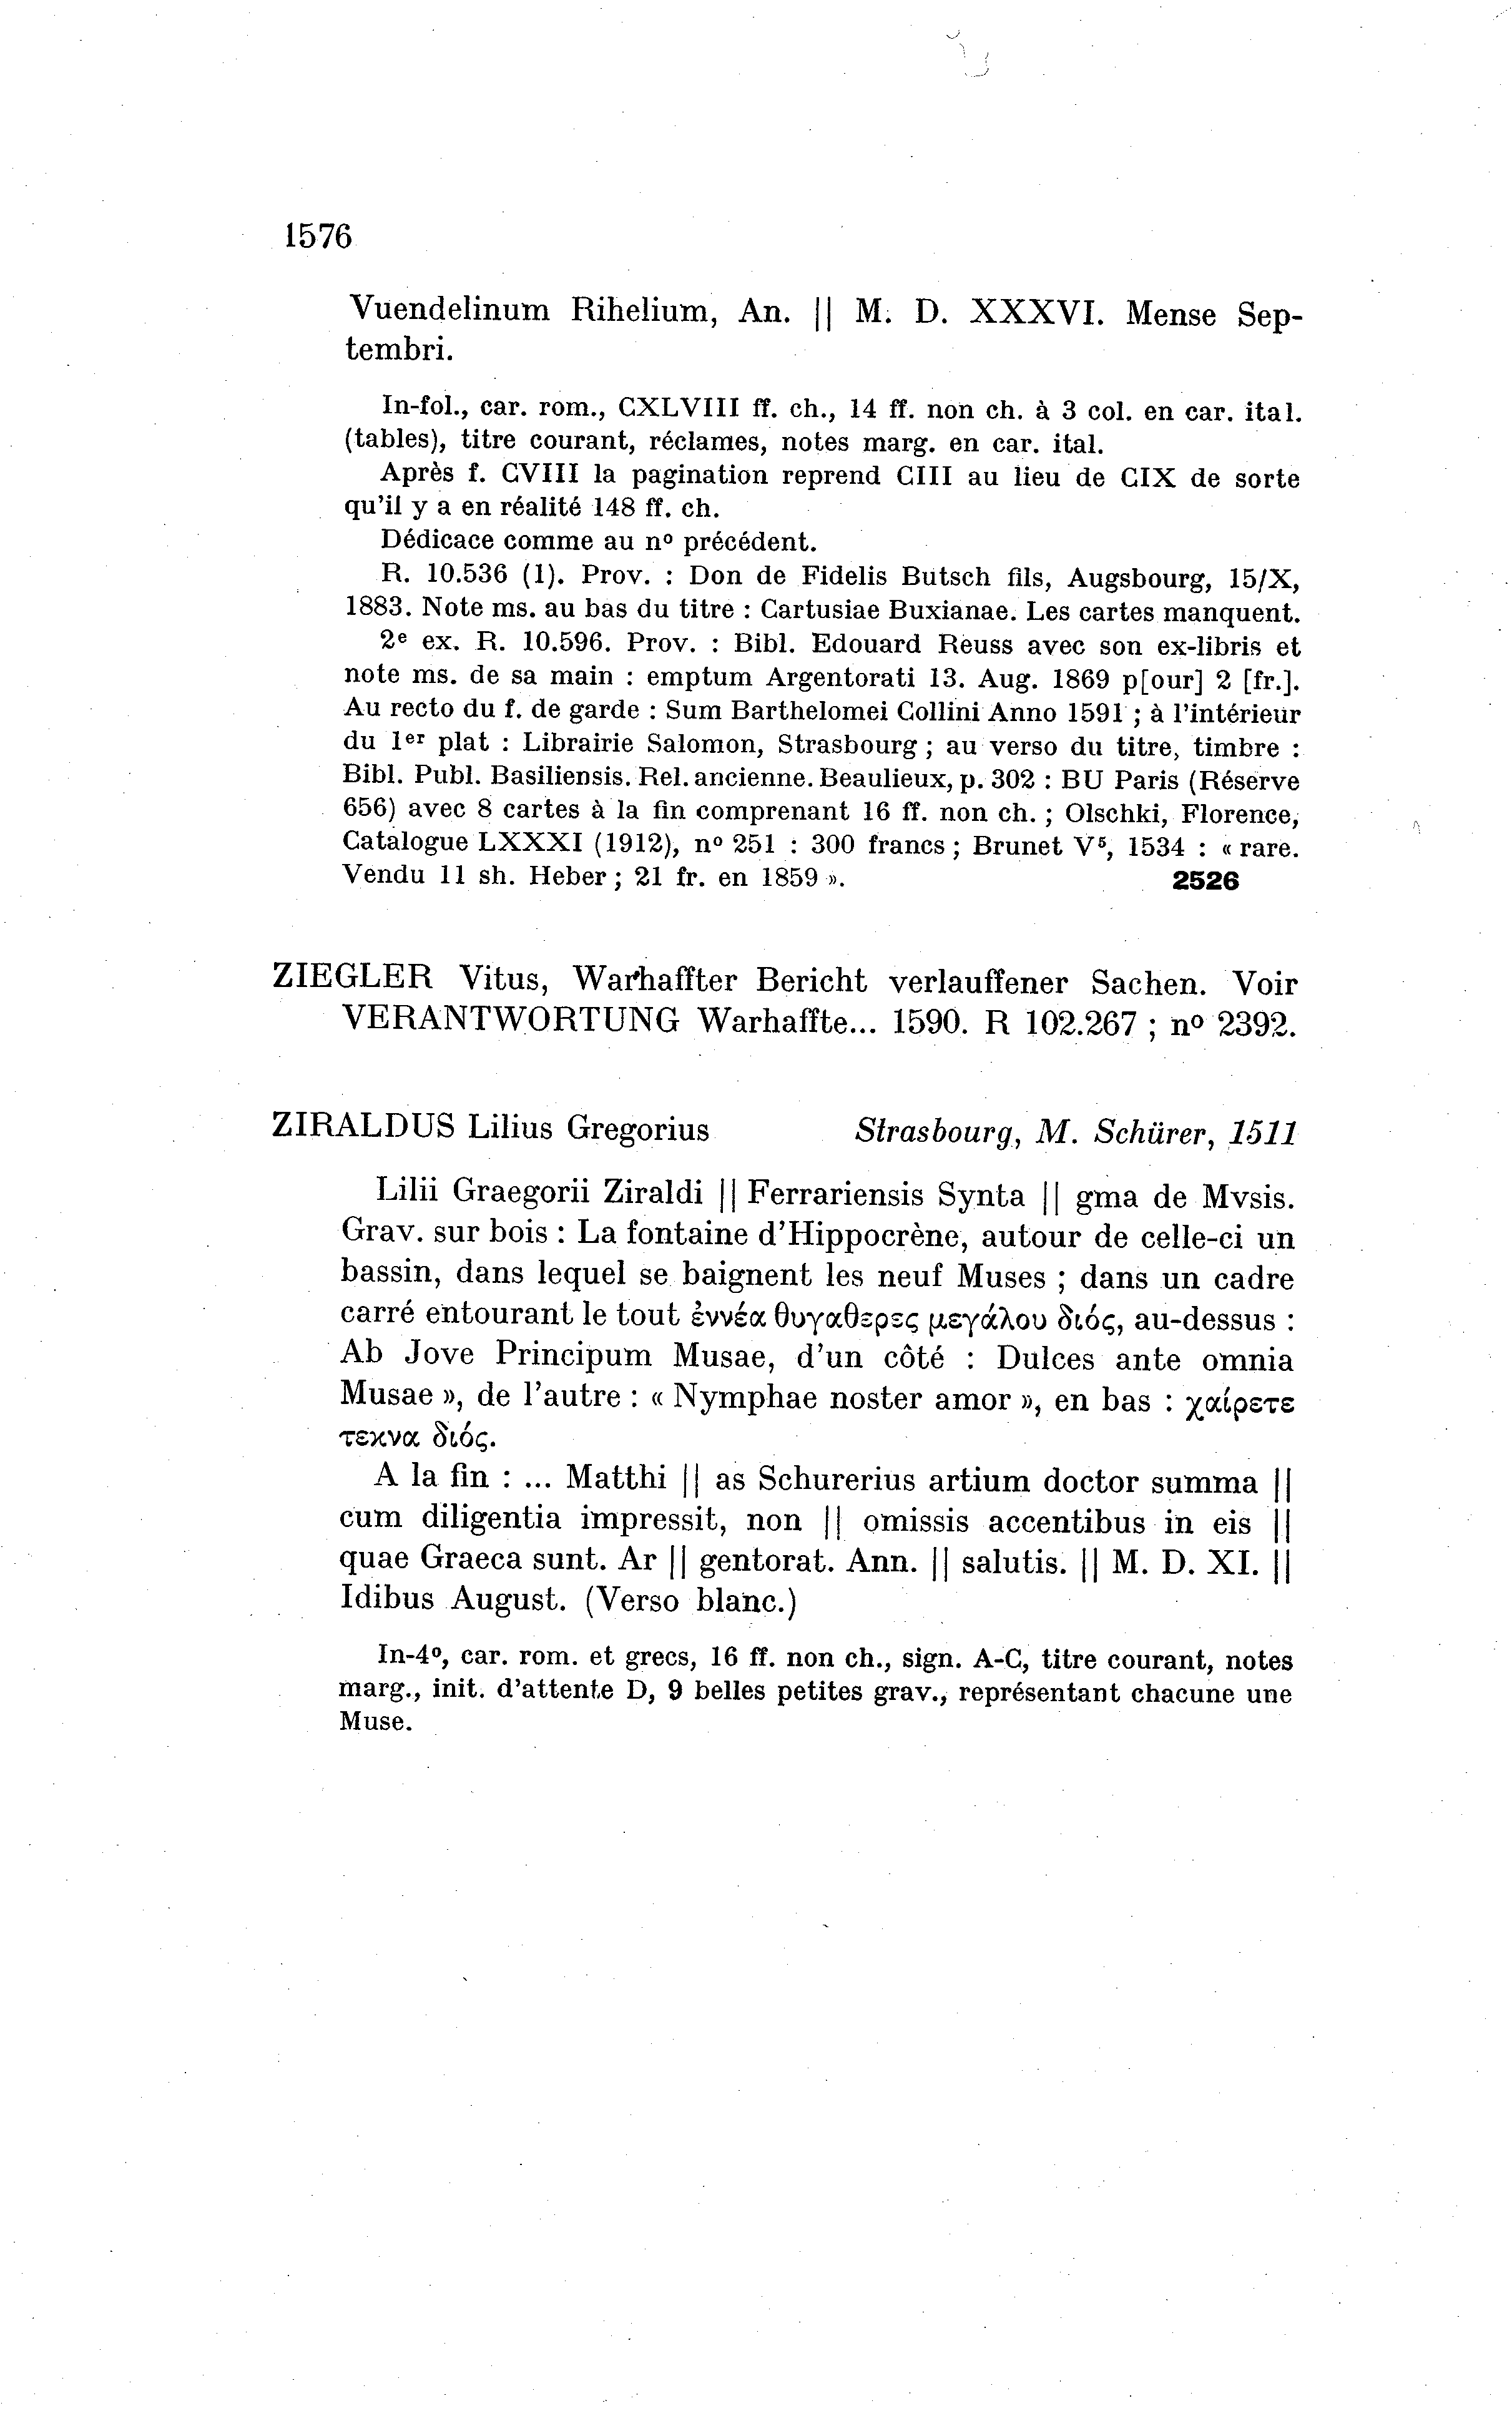 1576
Vuendelinum Rihelium, An. || M. D. XXXVI. Mense Sep-
tembri.
In-fol., car. rom., CXLVIII ff. ch., 14 ff. non ch. à 3 col. en car. ital.
(tables), titre courant, réclames, notes marg. en car. ital.
Après f. CVIII la pagination reprend CIII au lieu de CIX de sorte
qu'il y a en réalité 148 ff. ch.
Dédicace comme au nº précédent.
R. 10.536 (1). Prov. : Don de Fidelis Butsch fils, Augsbourg, 15/X,
1883. Note ms. au bas du titre : Cartusiae Buxianae. Les cartes manquent.
2e ex. R. 10.596. Prov. : Bibl. Edouard Reuss avec son ex-libris et
note ms. de sa main : emptum Argentorati 13. Aug. 1869 p[our] 2 [fr.].
Au recto du f. de garde : Sum Barthelomei Collini Anno 1591 ; à l'intérieur
du 1er plat : Librairie Salomon, Strasbourg ; au verso du titre, timbre :
Bibl. Publ. Basiliensis. Rel. ancienne. Beaulieux, p. 302 : BU Paris (Réserve
656) avec 8 cartes à la fin comprenant 16 ff. non ch. ; Olschki, Florence,
Catalogue LXXXI (1912), nº 251 : 300 francs ; Brunet V⁵, 1534 : « rare.
Vendu 11 sh. Heber ; 21 fr. en 1859 ». 2526
ZIEGLER Vitus, Warhaffter Bericht verlauffener Sachen. Voir
VERANTWORTUNG Warhaffte... 1590. R 102.267 ; nº 2392.
ZIRALDUS Lilius Gregorius Strasbourg, M. Schürer, 1511
Lilii Graegorii Ziraldi || Ferrariensis Synta || gma de Mvsis.
Grav. sur bois : La fontaine d'Hippocrène, autour de celle-ci un
bassin, dans lequel se baignent les neuf Muses ; dans un cadre
carré entourant le tout ἐννέα θυγαθερες μεγάλου διός, au-dessus :
Ab Jove Principum Musae, d'un côté : Dulces ante omnia
Musae », de l'autre : « Nymphae noster amor », en bas : χαίρετε
τεκνα διός.
A la fin : ... Matthi || as Schurerius artium doctor summa ||
cum diligentia impressit, non || omissis accentibus in eis ||
quae Graeca sunt. Ar || gentorat. Ann. || salutis. || M. D. XI. ||
Idibus August. (Verso blanc.)
In-4º, car. rom. et grecs, 16 ff. non ch., sign. A-C, titre courant, notes
marg., init. d'attente D, 9 belles petites grav., représentant chacune une
Muse.